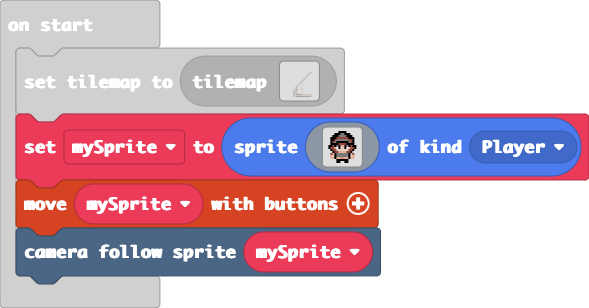 on start
set tilemap to tilemap
set mySprite to sprite of kind Player
move mySprite with buttons
camera follow sprite mySprite